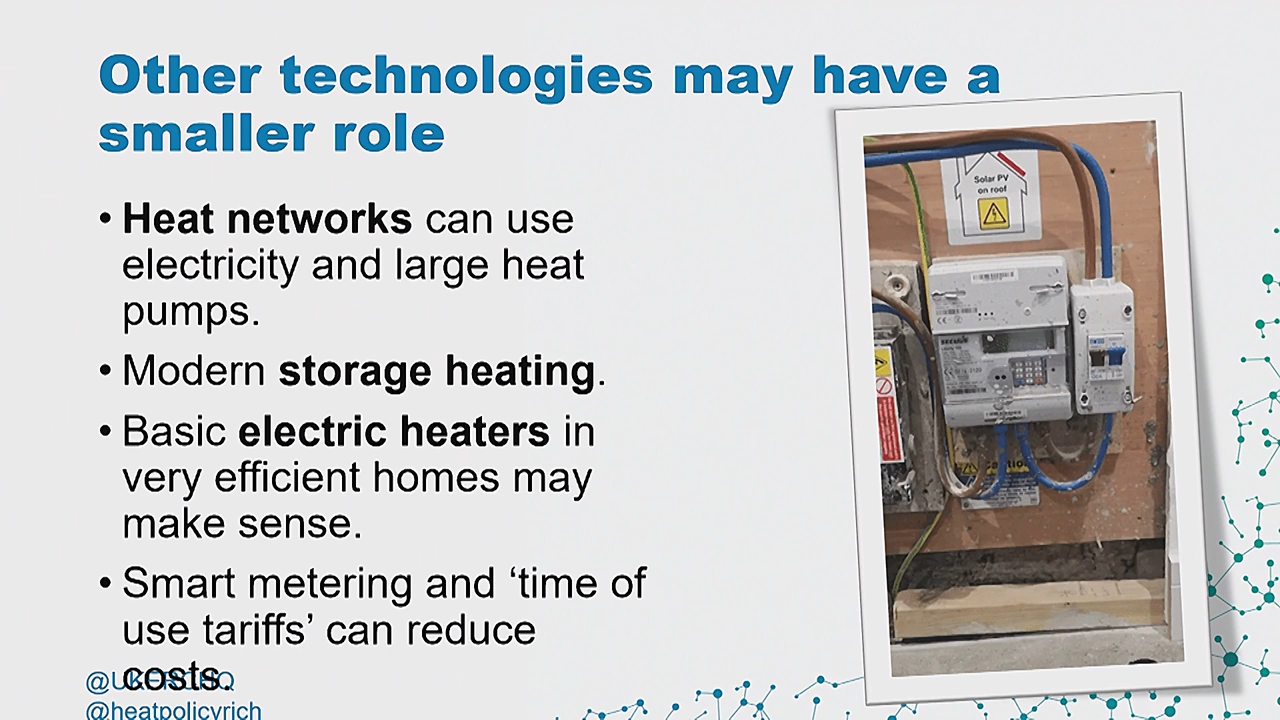 Other technologies may have a
smaller role
• Heat networks can use
electricity and large heat
pumps.
• Modern storage heating.
• Basic electric heaters in
very efficient homes may
make sense.
• Smart metering and ‘time of
use tariffs’ can reduce
costs.
@UKERCHQ
@heatpolicyrich
Solar PV
on roof
Caution